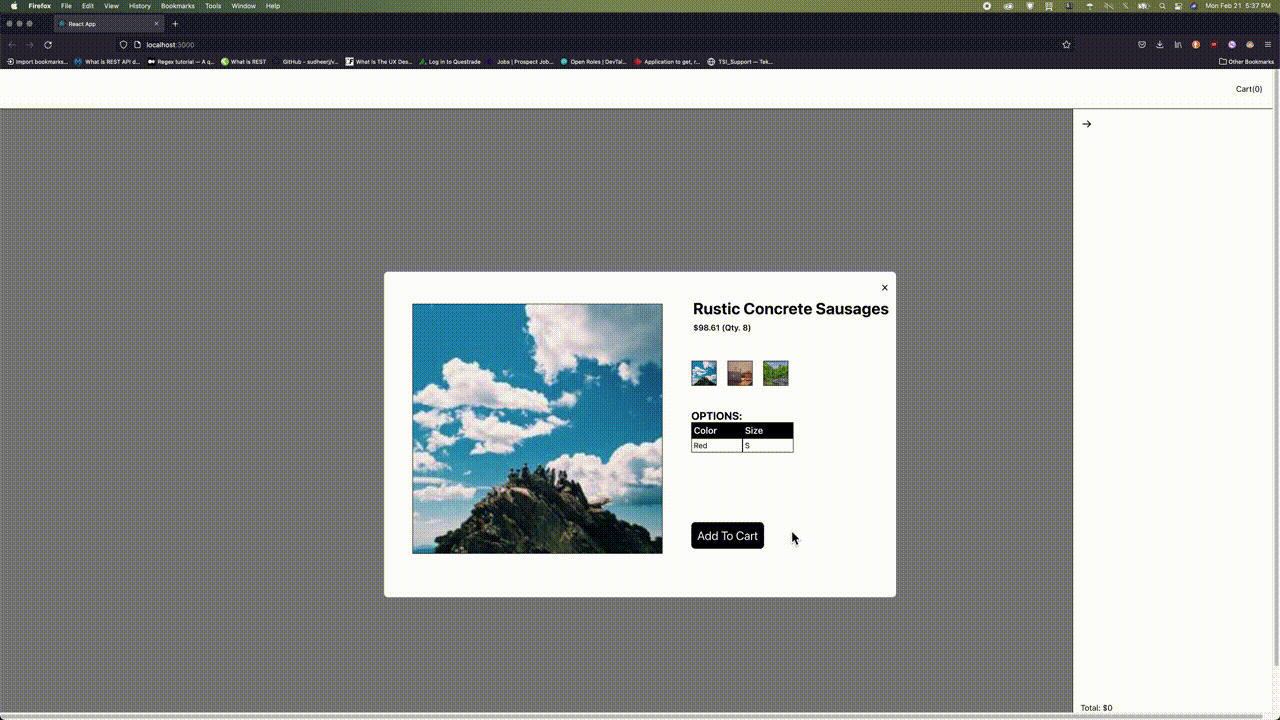 Firefox File Edit View History Bookmarks Tools Window Help Mon Feb 21 5:37 PM
React App
localhost:3000
Import bookmarks... What is REST API d... Regex tutorial — A q... What is REST GitHub - sudheerj/v... What Is The UX Des... Log in to Questrade Jobs | Prospect Job... Open Roles | DevTal... Application to get, r... TSI_Support — Tek... Other Bookmarks
Cart(0)
Rustic Concrete Sausages
$98.61 (Qty. 8)
OPTIONS:
Color Size
Red S
Add To Cart
Total: $0